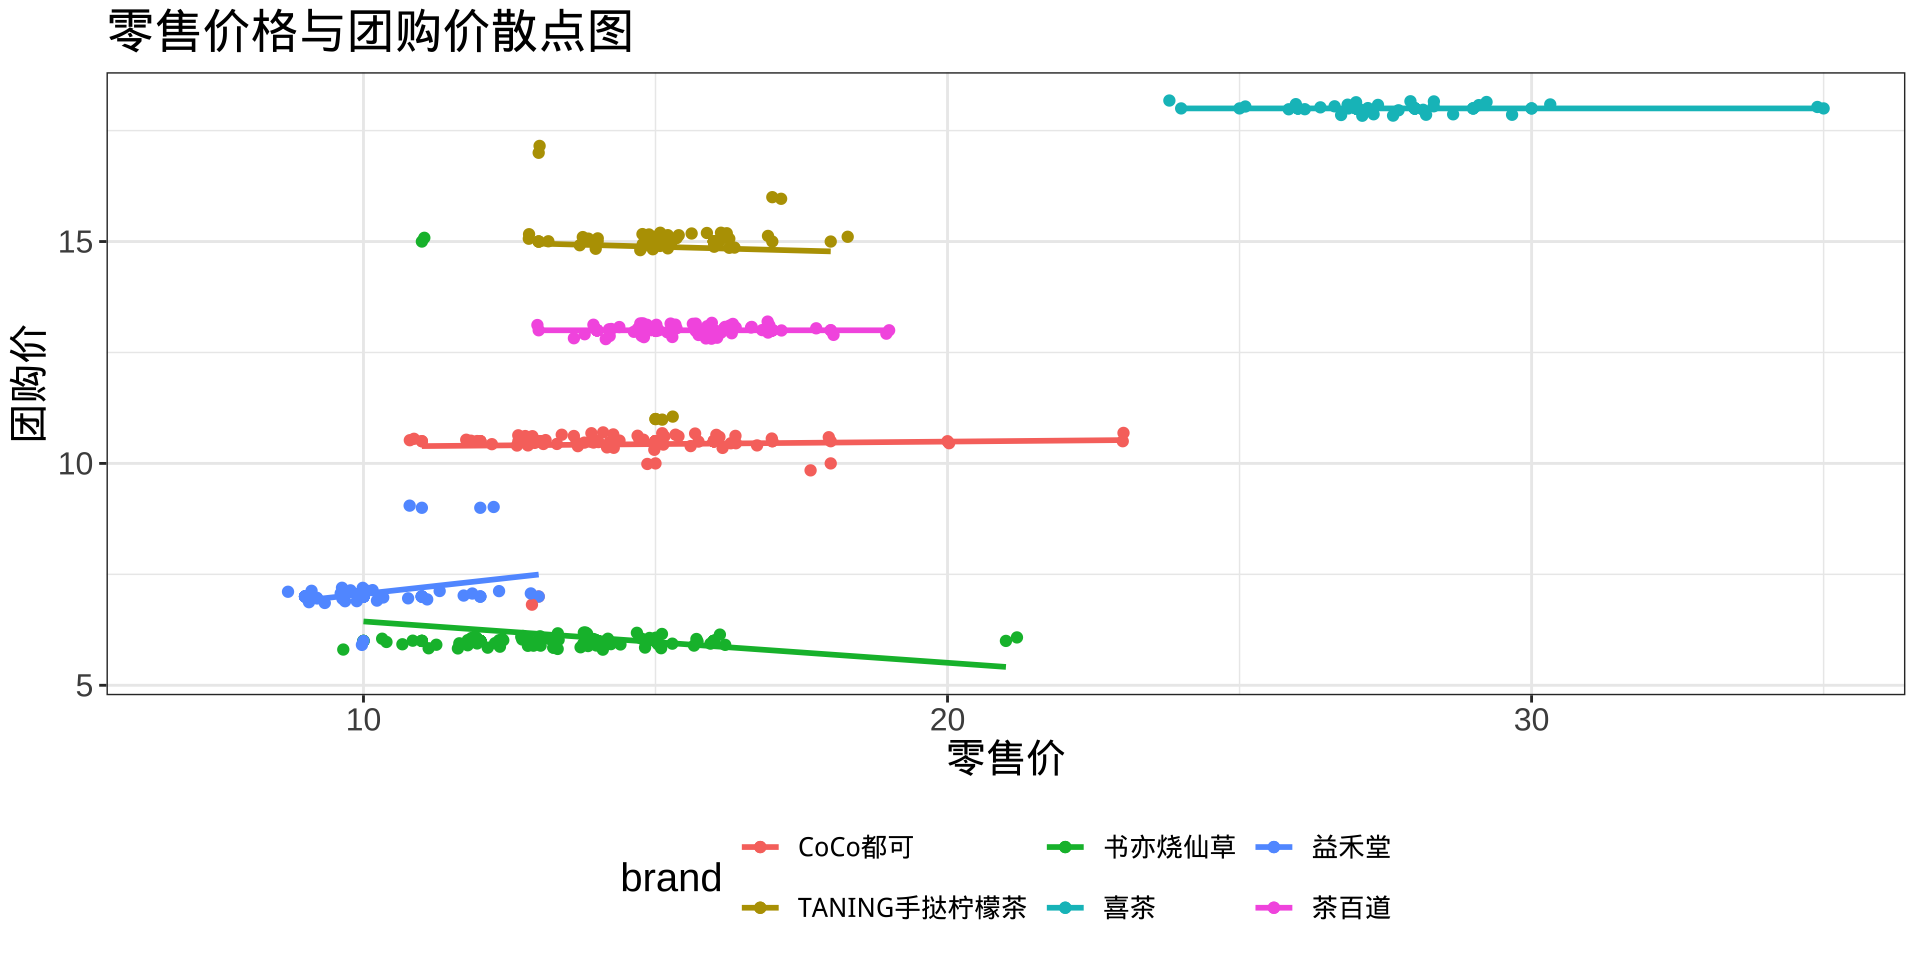 零售价格与团购价散点图
团购价
15
10
5
10 20 30
零售价
brand
CoCo都可 书亦烧仙草 益禾堂
TANING手挞柠檬茶 喜茶 茶百道